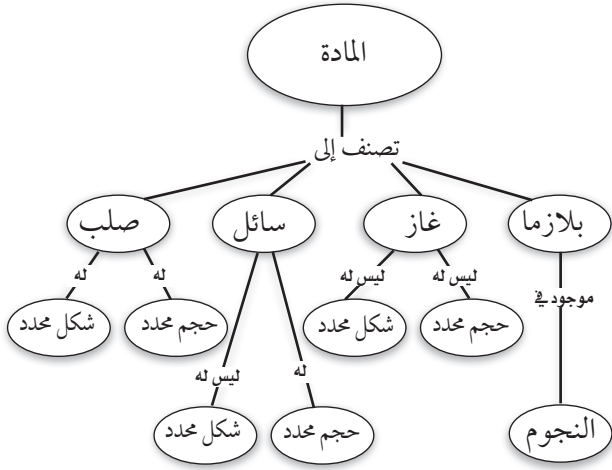 المادة
تصنف إلى
بلازما
غاز
سائل
صلب
ليس له
ليس له
له
له
موجود في
حجم محدد
شكل محدد
حجم محدد
شكل محدد
له
ليس له
النجوم
حجم محدد
شكل محدد